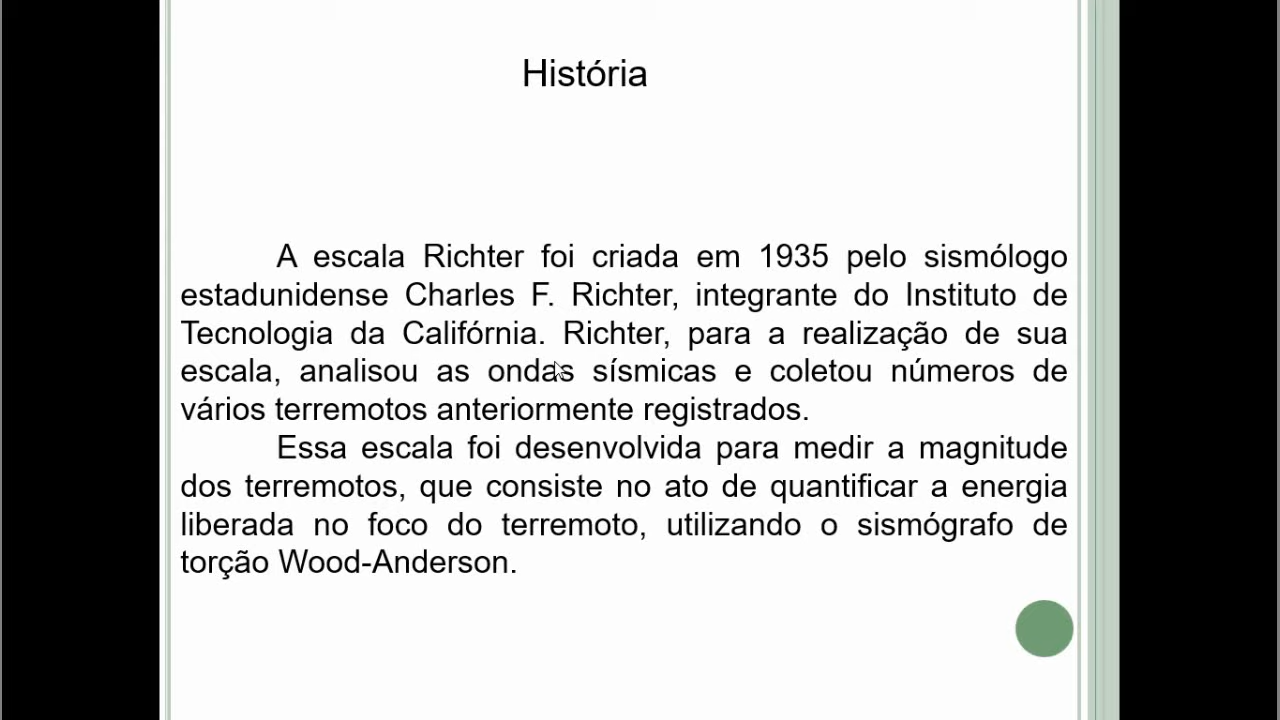 História
A escala Richter foi criada em 1935 pelo sismólogo
estadunidense Charles F. Richter, integrante do Instituto de
Tecnologia da Califórnia. Richter, para a realização de sua
escala, analisou as ondas sísmicas e coletou números de
vários terremotos anteriormente registrados.
Essa escala foi desenvolvida para medir a magnitude
dos terremotos, que consiste no ato de quantificar a energia
liberada no foco do terremoto, utilizando o sismógrafo de
torção Wood-Anderson.